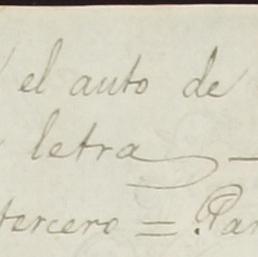 el auto de
letra
tercero = Par